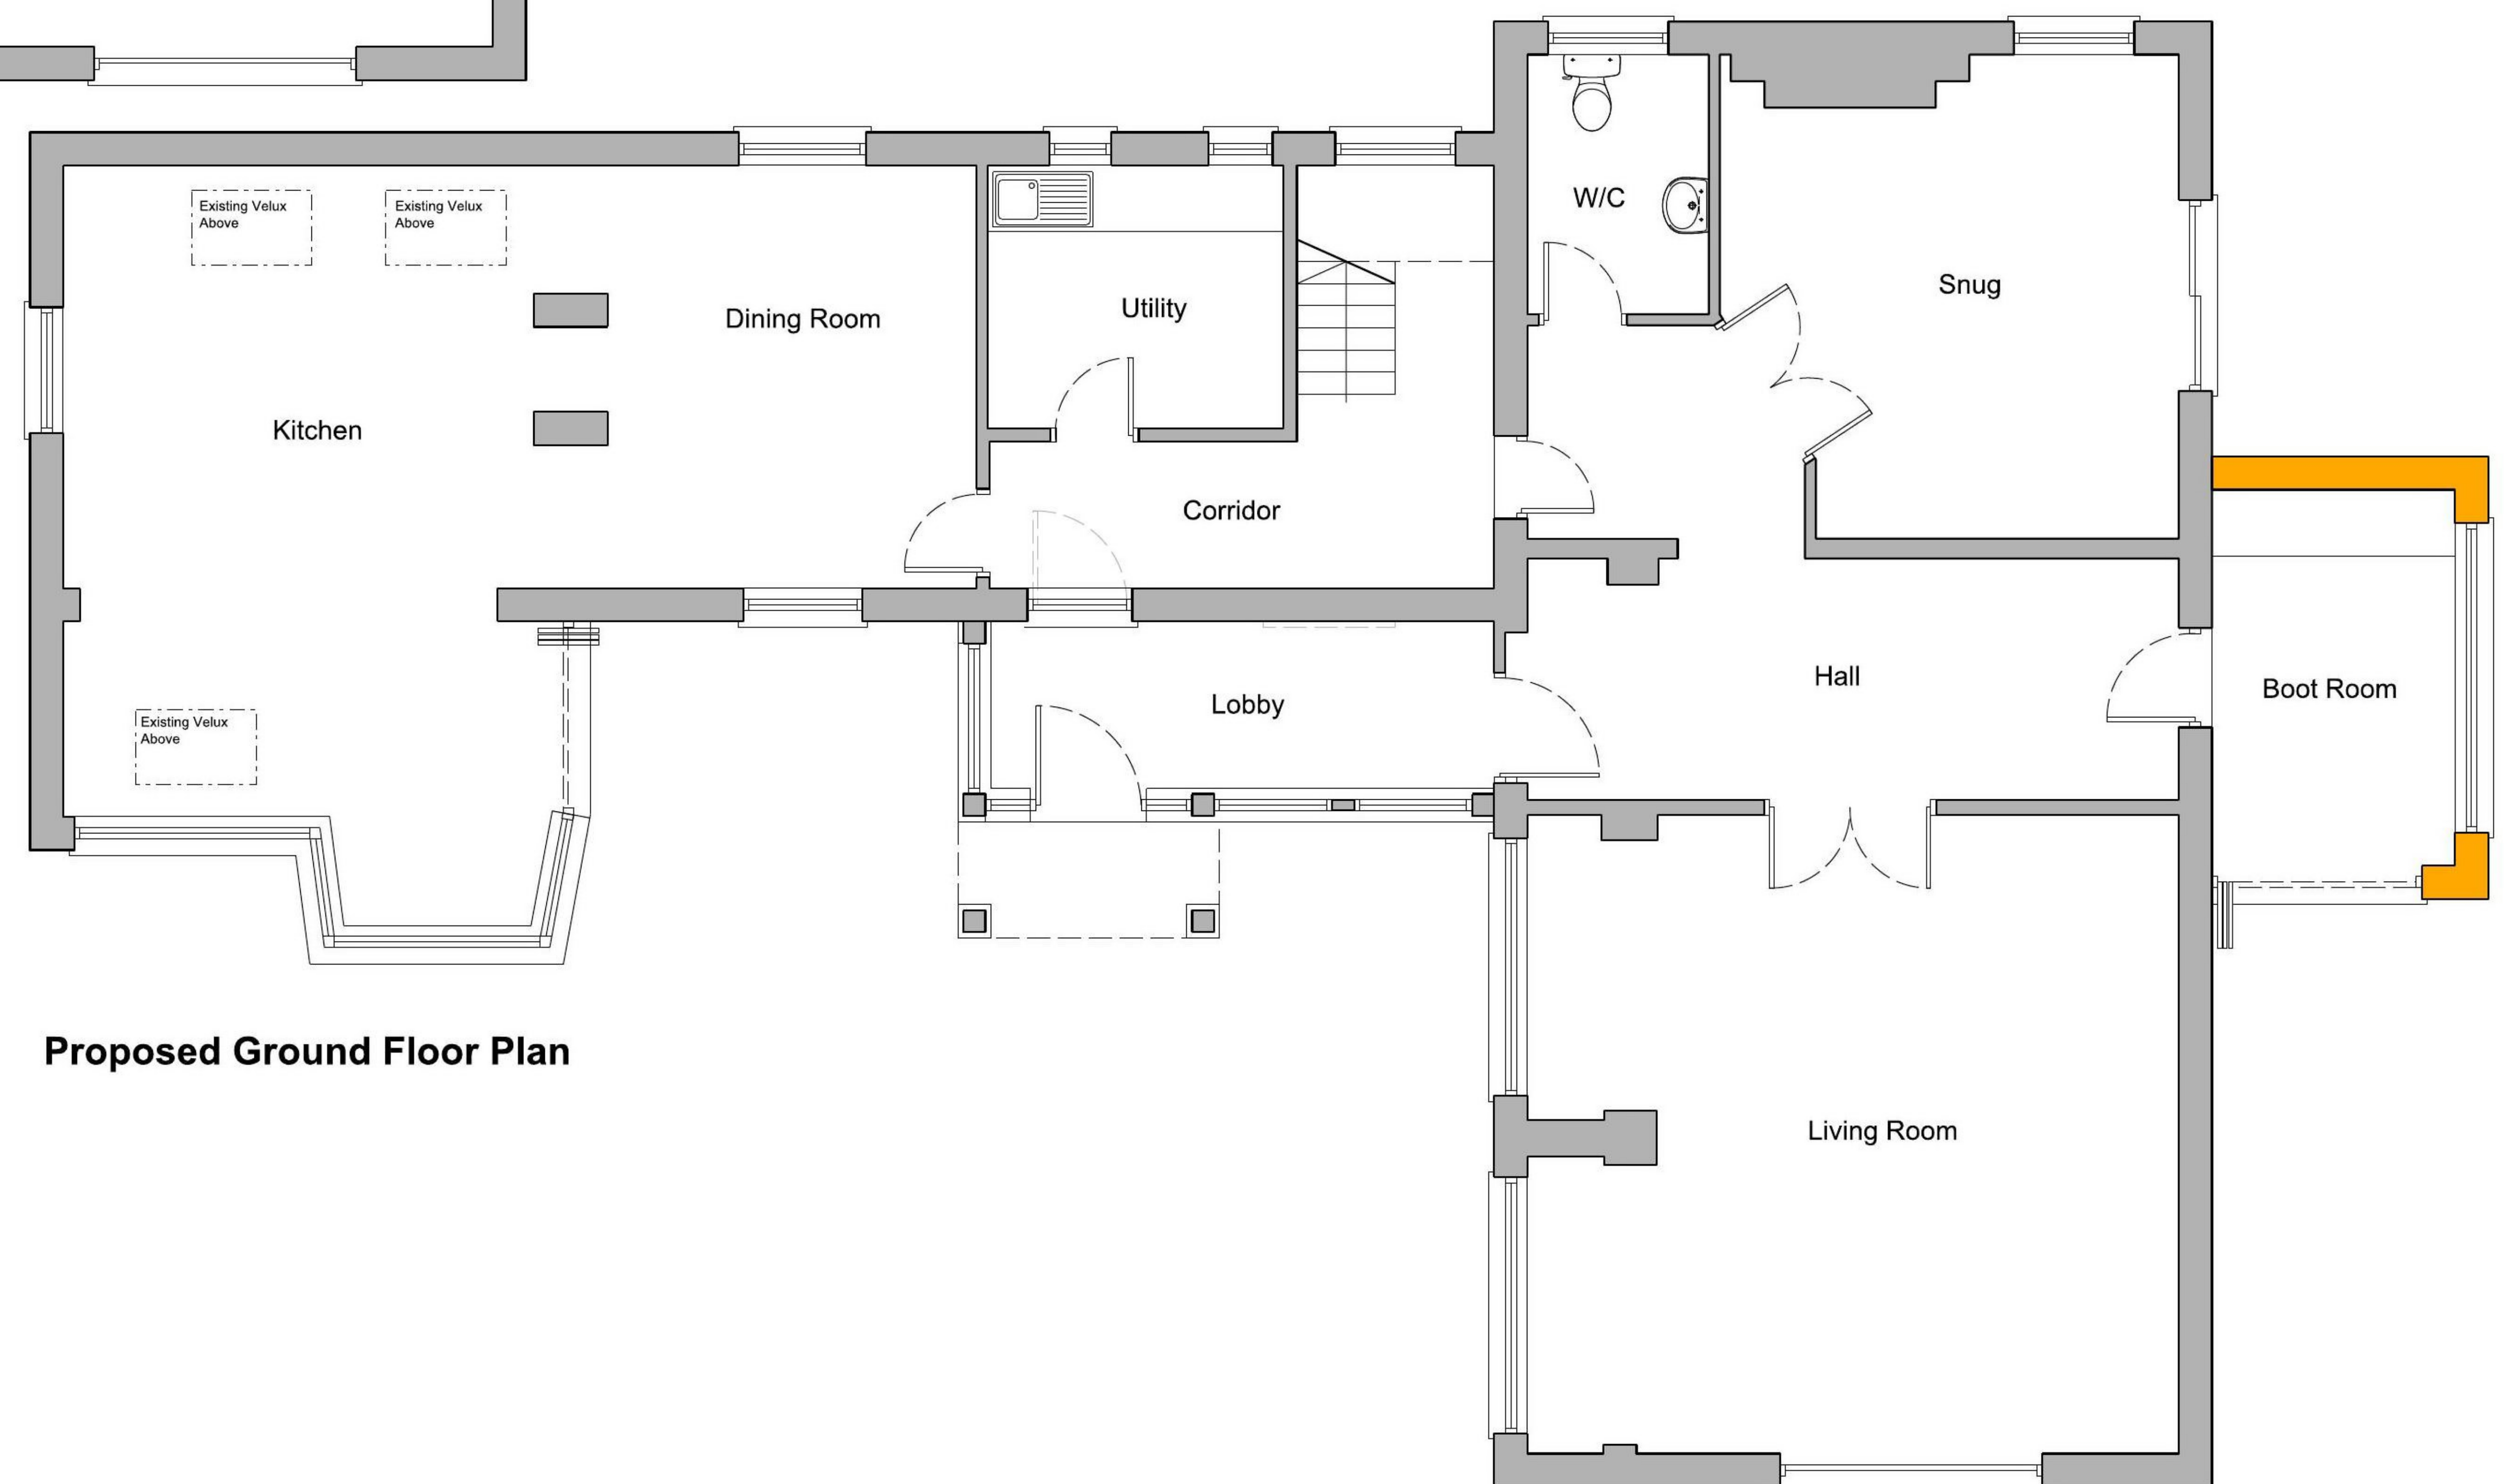 W/C
Existing Velux
Above
Existing Velux
Above
Snug
Utility
Dining Room
Kitchen
Corridor
Hall
Boot Room
Lobby
Existing Velux
Above
Proposed Ground Floor Plan
Living Room